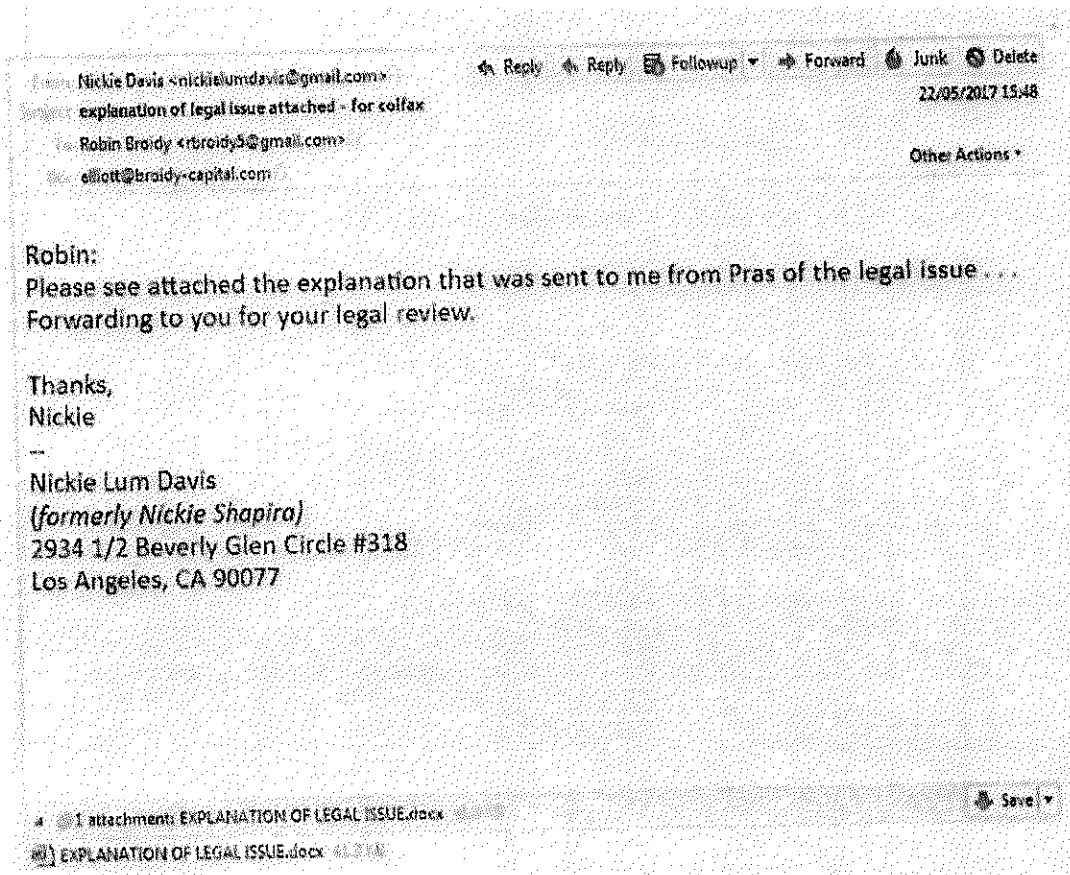 Nickie Davis <nickielumdavis@gmail.com>
Reply Reply Followup Forward Junk Delete
explanation of legal issue attached - for colfax
22/05/2017 15:48
Robin Broidy <rbroidy5@gmail.com>
Other Actions
elliott@broidy-capital.com
Robin:
Please see attached the explanation that was sent to me from Pras of the legal issue . . .
Forwarding to you for your legal review.
Thanks,
Nickie
--
Nickie Lum Davis
(formerly Nickie Shapira)
2934 1/2 Beverly Glen Circle #318
Los Angeles, CA 90077
1 attachment: EXPLANATION OF LEGAL ISSUE.docx
Save
EXPLANATION OF LEGAL ISSUE.docx